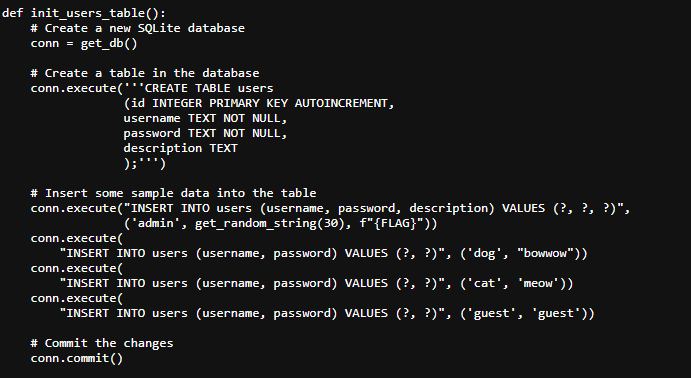 def init_users_table():
    # Create a new SQLite database
    conn = get_db()

    # Create a table in the database
    conn.execute('''CREATE TABLE users
                (id INTEGER PRIMARY KEY AUTOINCREMENT,
                username TEXT NOT NULL,
                password TEXT NOT NULL,
                description TEXT
                );''')

    # Insert some sample data into the table
    conn.execute("INSERT INTO users (username, password, description) VALUES (?, ?, ?)",
                ('admin', get_random_string(30), f"{FLAG}"))
    conn.execute(
        "INSERT INTO users (username, password) VALUES (?, ?)", ('dog', "bowwow"))
    conn.execute(
        "INSERT INTO users (username, password) VALUES (?, ?)", ('cat', 'meow'))
    conn.execute(
        "INSERT INTO users (username, password) VALUES (?, ?)", ('guest', 'guest'))

    # Commit the changes
    conn.commit()